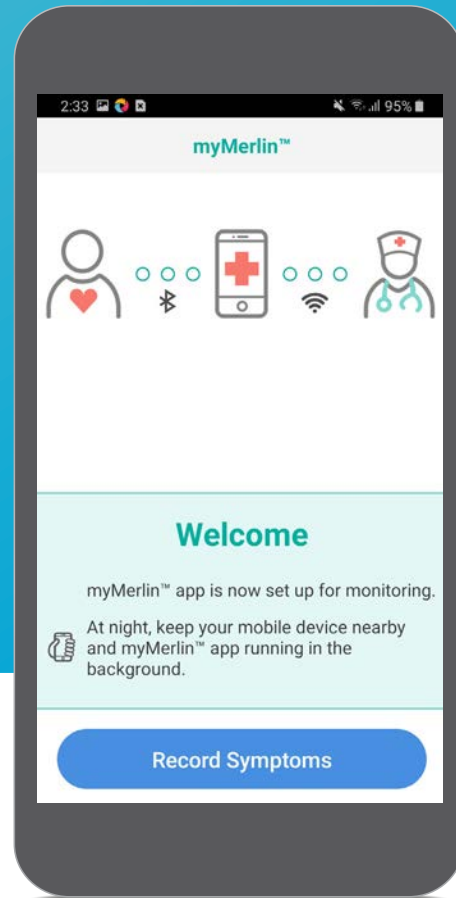 2:33 95%
myMerlin™
Welcome
myMerlin™ app is now set up for monitoring.
At night, keep your mobile device nearby
and myMerlin™ app running in the
background.
Record Symptoms